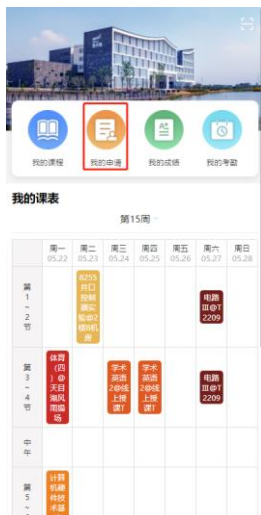 我的课程 我的申请 我的成绩 我的考勤
我的课表
第15周
周一 周二 周三 周四 周五 周六 周日
05.22 05.23 05.24 05.25 05.26 05.27 05.28
第
1
~
2
节
8255
并口
控制
器实
验@2
楼B机
房
电路
III@T
2209
第
3
~
4
节
体育
(四
) @
天目
湖风
雨操
场
学术
英语
2@线
上授
课T
学术
英语
2@线
上授
课T
电路
III@T
2209
中
午
第
5
~
计算
机硬
件技
术基